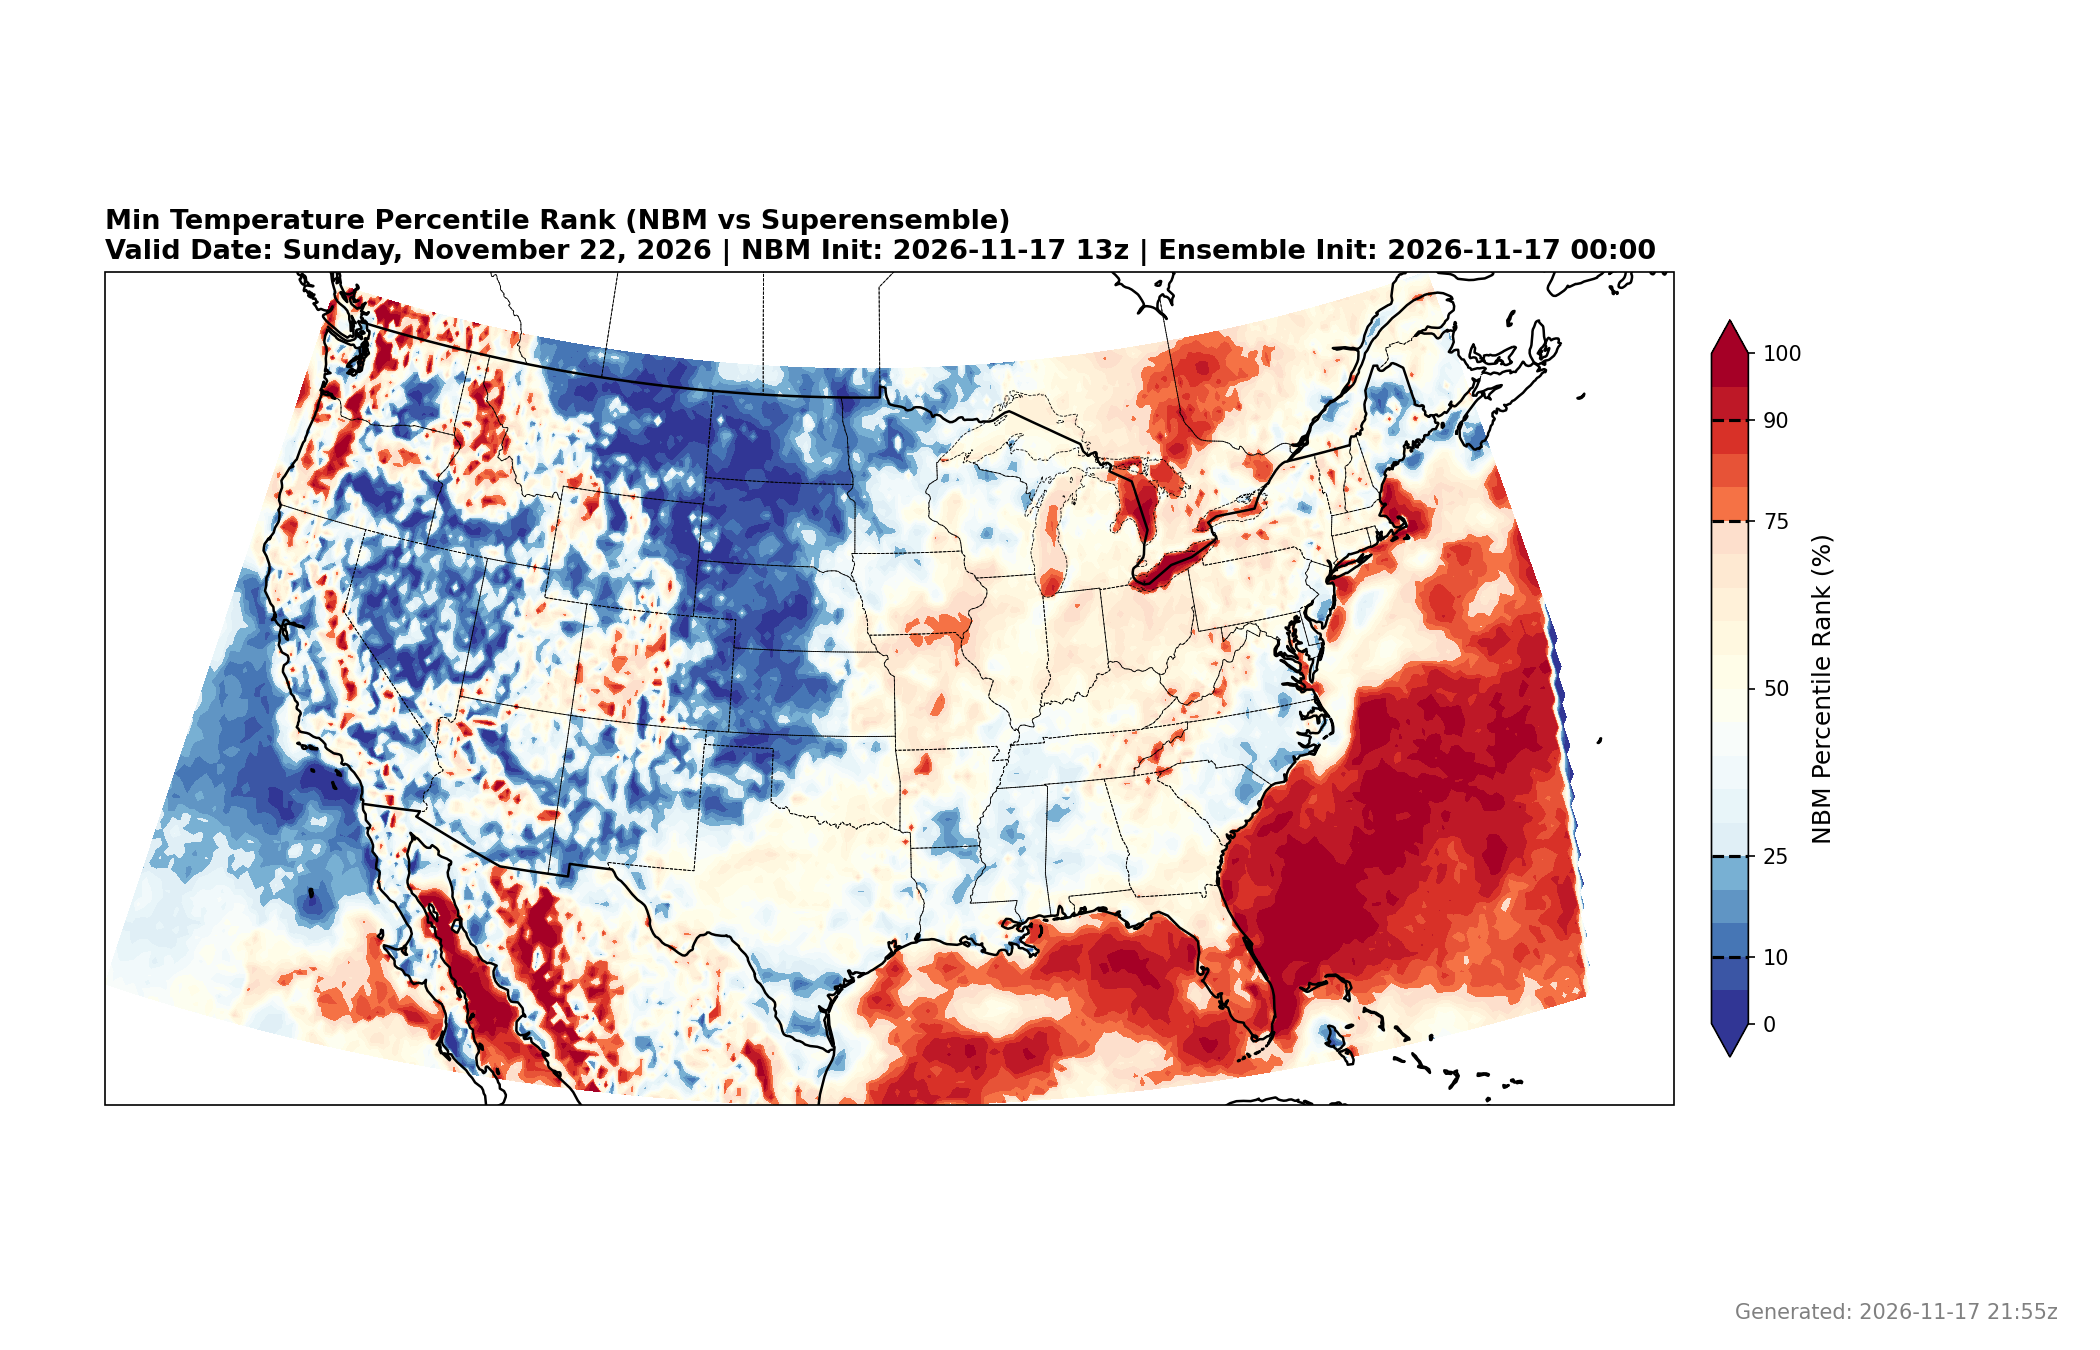 Min Temperature Percentile Rank (NBM vs Superensemble)
Valid Date: Sunday, November 22, 2026 | NBM Init: 2026-11-17 13z | Ensemble Init: 2026-11-17 00:00
100
90
75
50
25
10
0
NBM Percentile Rank (%)
Generated: 2026-11-17 21:55z